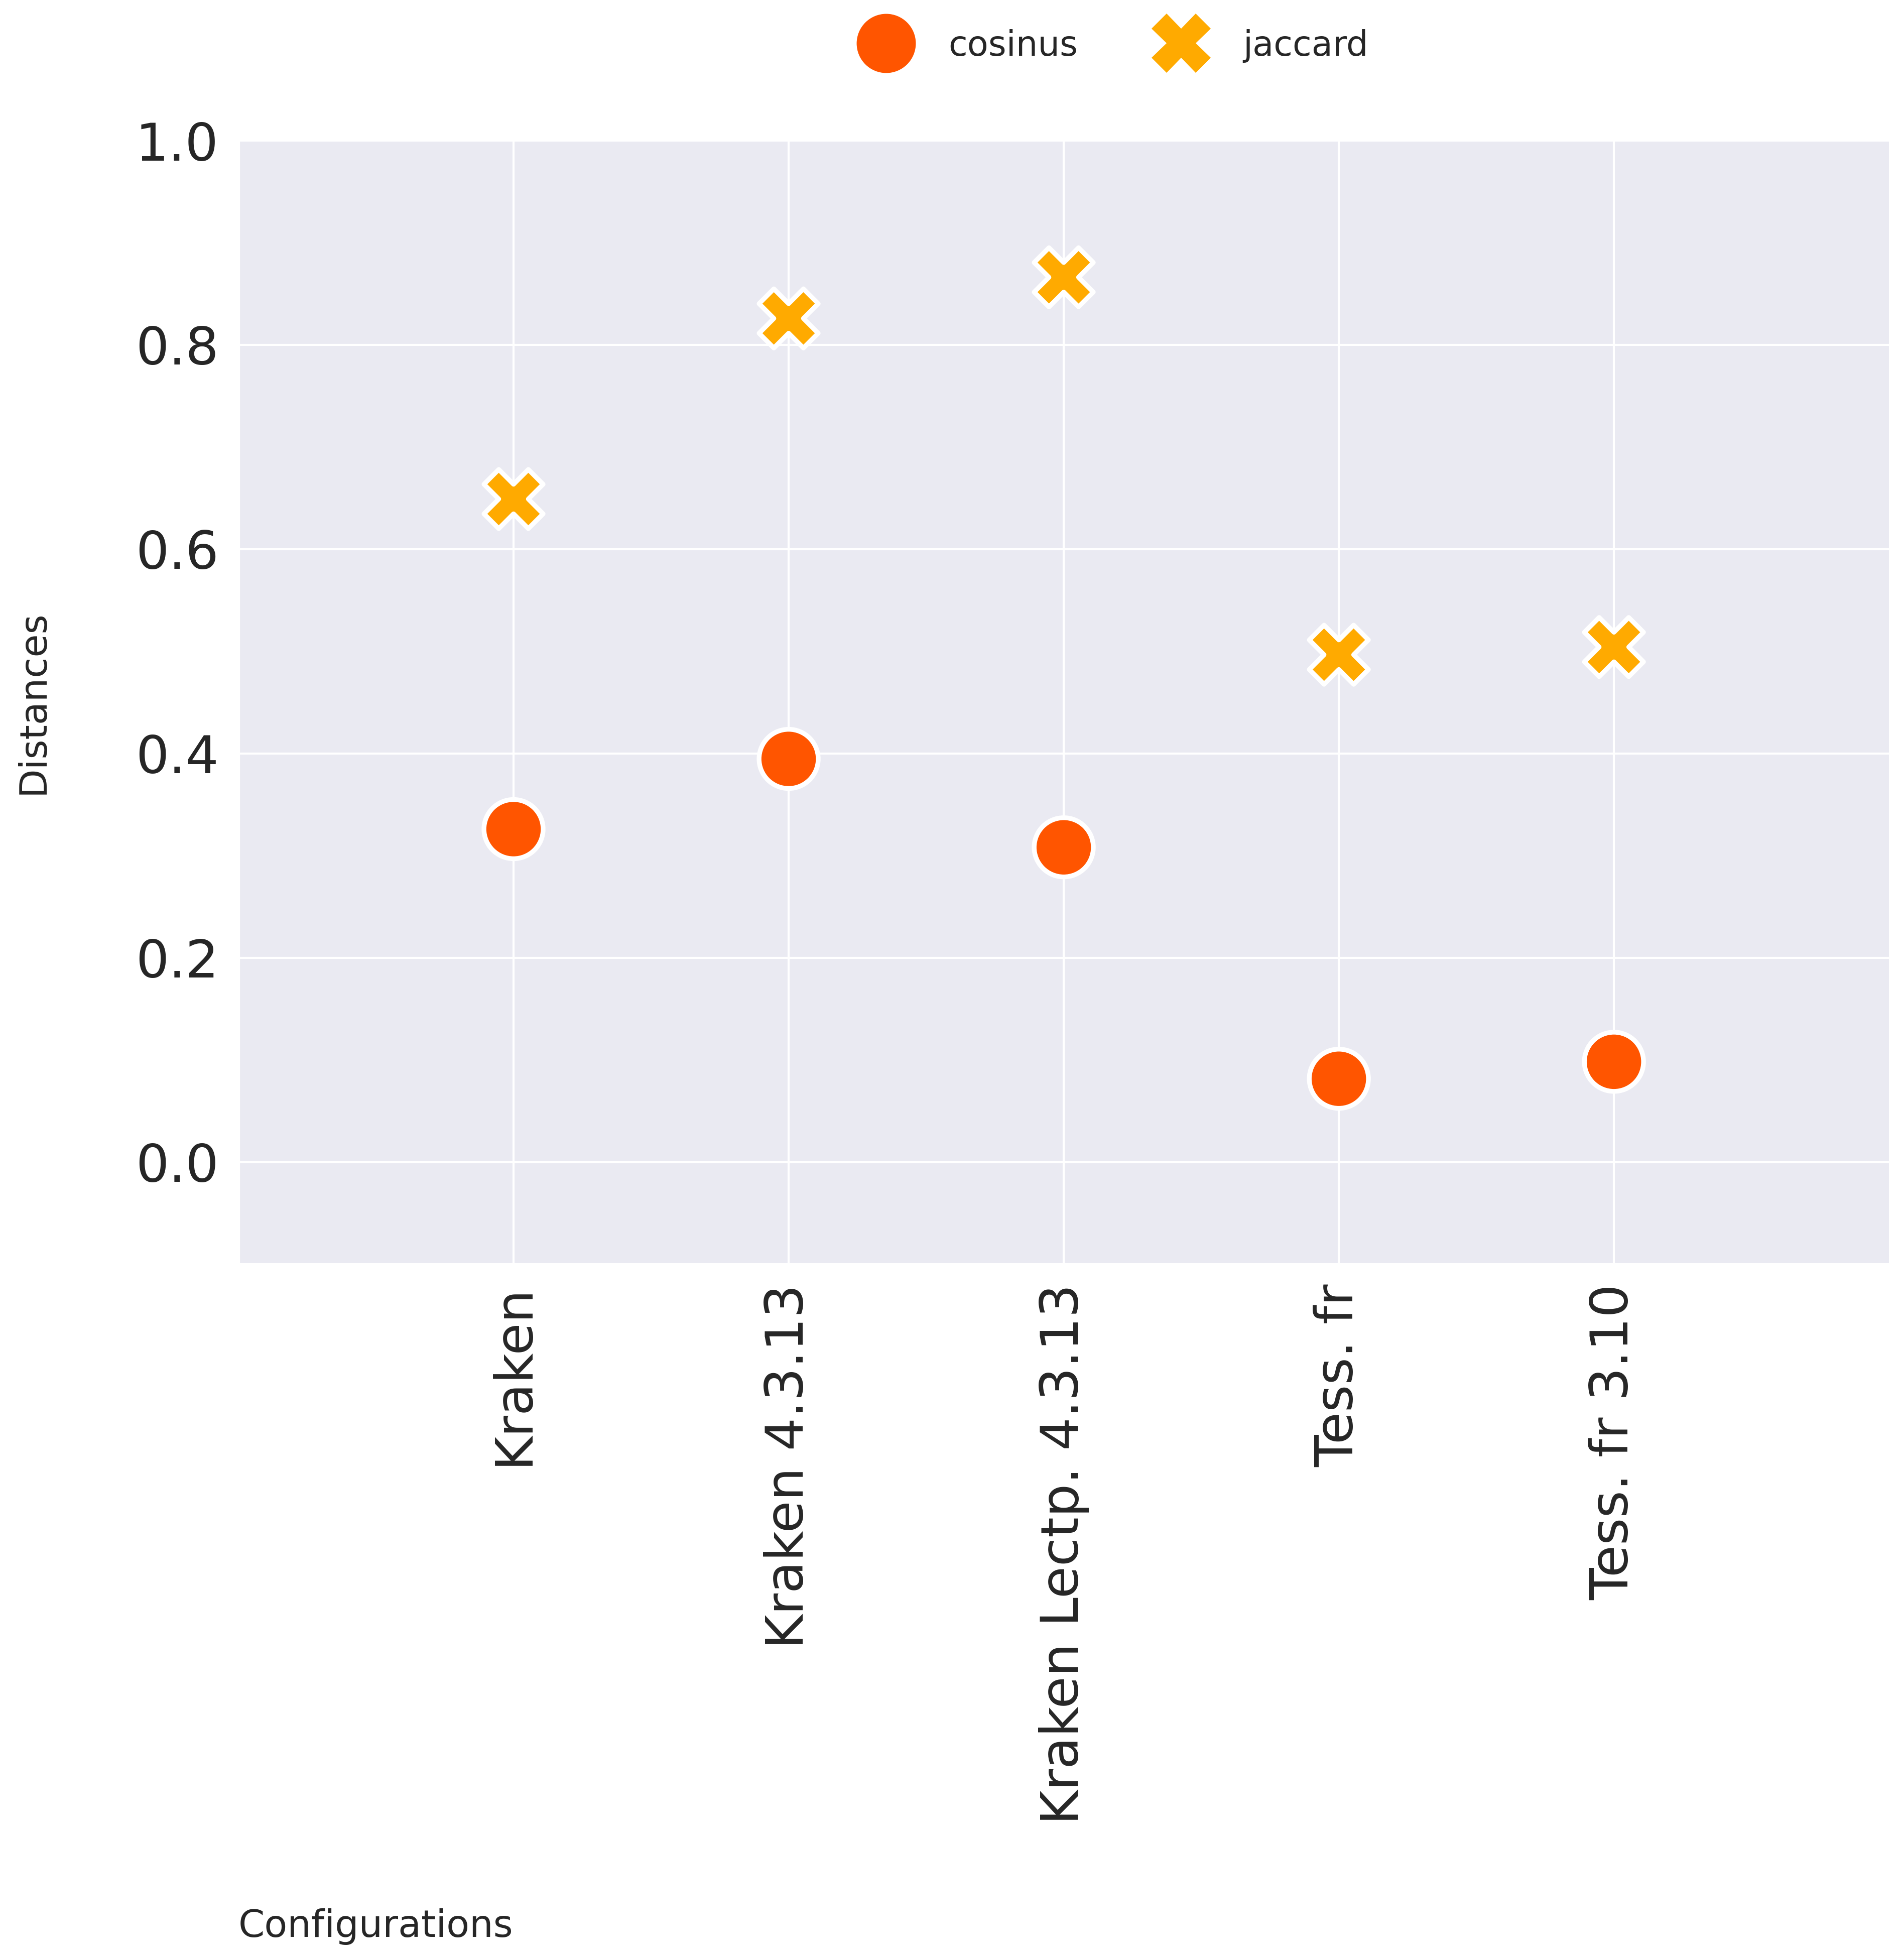 cosinus
jaccard
1.0
0.8
0.6
0.4
0.2
0.0
Distances
Kraken
Kraken 4.3.13
Kraken Lectp. 4.3.13
Tess. fr
Tess. fr 3.10
Configurations